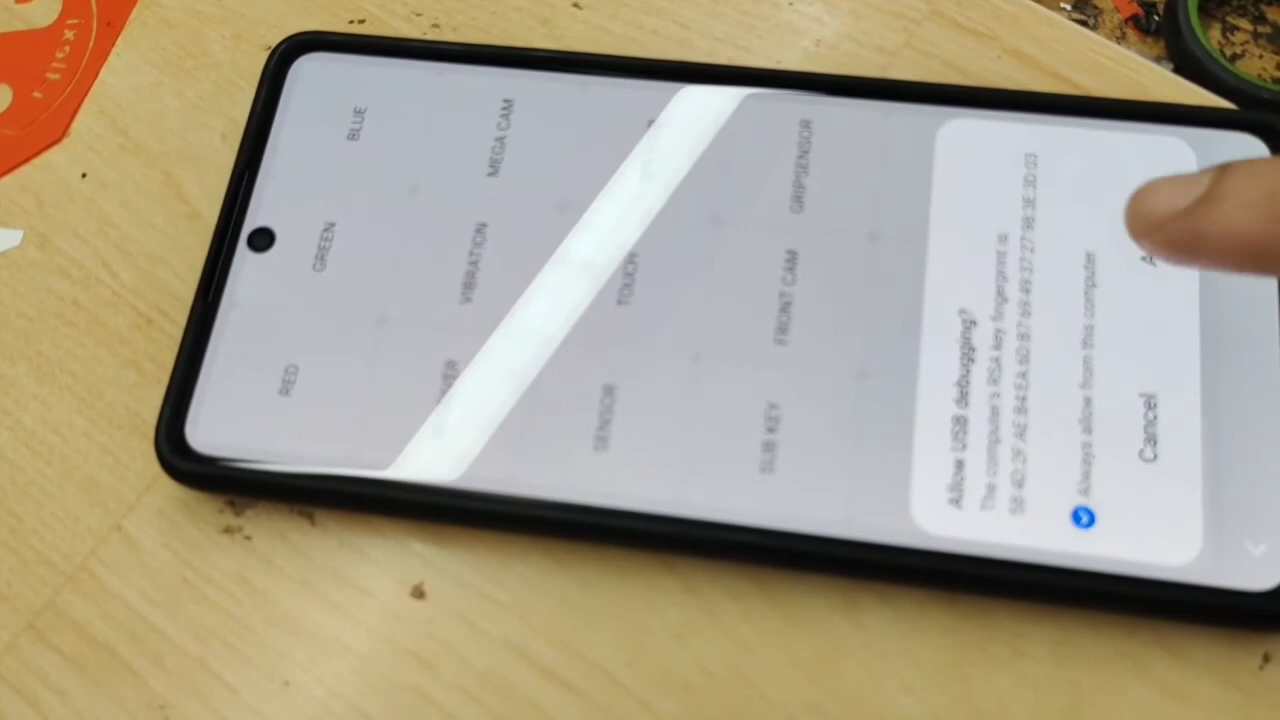 RED
GREEN
BLUE
VIBRATION
MEGA CAM
SENSOR
TOUCH
SUB KEY
FRONT CAM
GRIPSENSOR
Allow USB debugging?
The computer's RSA key fingerprint is:
Always allow from this computer
Cancel